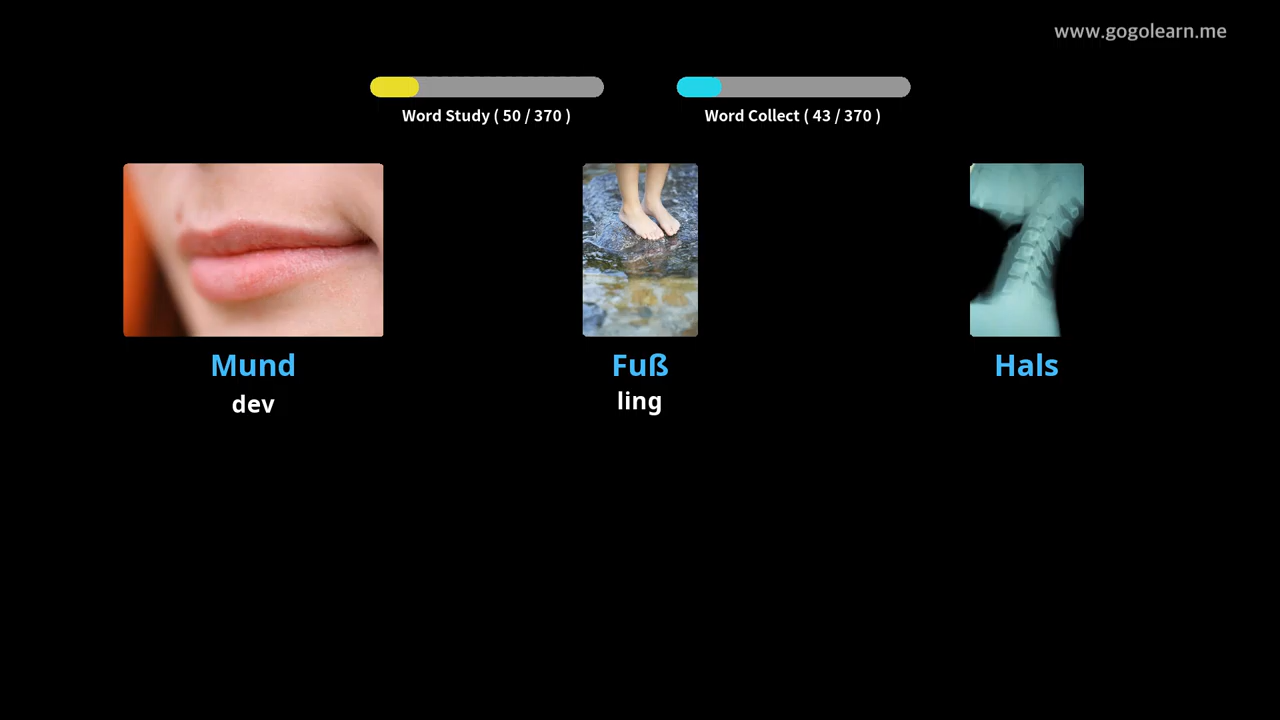 www.gogolearn.me
Word Study ( 50 / 370 )
Word Collect ( 43 / 370 )
Mund
dev
Fuß
ling
Hals